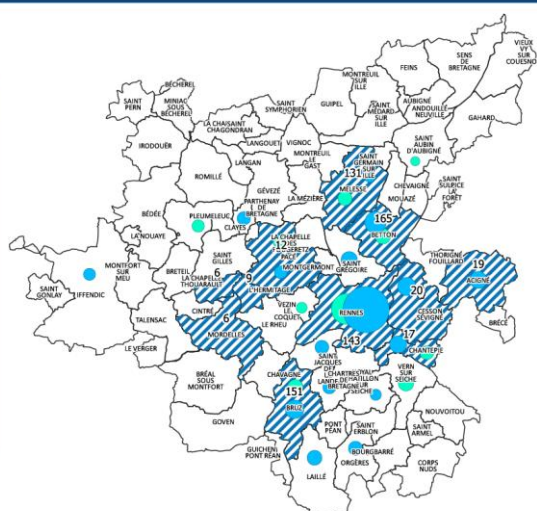 VIEUX
VY SUR
COUESNON
SENS
DE
BRETAGNE
FEINS
MONTREUIL
SUR
ILLE
BÉCHEREL
SAINT
PERN
MINIAC
SOUS
BÉCHEREL
SAINT
SYMPHORIEN
GUIPEL
SAINT
MÉDARD
SUR
ILLE
AUBIGNÉ
ANDOUILLÉ
NEUVILLE
GAHARD
LA CHAISAINT
CHAGONDRAN
IRODOUËR
LANGOUET
VIGNOC
MONTREUIL
LE
GAST
SAINT
AUBIN
D'AUBIGNÉ
ROMILLÉ
LANGAN
SAINT
GERMAIN
SUR
ILLE
131
GÉVEZÉ
LA MÉZIÈRE
MELESSE
CHEVAIGNÉ
MOUAZÉ
SAINT
SULPICE
LA
FORÊT
BÉDÉE
PLEUMELEUC
PARTHENAY
DE
BRETAGNE
CLAYES
165
BETTON
LA NOUAYE
LA CHAPELLE
12
PACÉ
MONTFORT
SUR
MEU
SAINT
GILLES
MONTGERMONT
SAINT
GRÉGOIRE
THORIGNÉ
FOUILLARD
19
ACIGNÉ
SAINT
GONLAY
IFFENDIC
BRETEIL
6
LA CHAPELLE
THOUARAULT
9
L'HERMITAGE
20
CESSON
SÉVIGNÉ
TALENSAC
CINTRÉ
6
MORDELLES
VEZIN
LE
COQUET
LE RHEU
RENNES
BRÉCÉ
LE VERGER
143
17
CHANTEPIE
BRÉAL
SOUS
MONTFORT
CHAVAGNE
SAINT
JACQUES
VERN
SUR
SEICHE
151
BRUZ
NOUVOITOU
GOVEN
PONT
PÉAN
SAINT
ERBLON
SAINT
ARMEL
GUICHEN
PONT RÉAN
BOURGBARRÉ
ORGÈRES
CORPS
NUDS
LAILLÉ